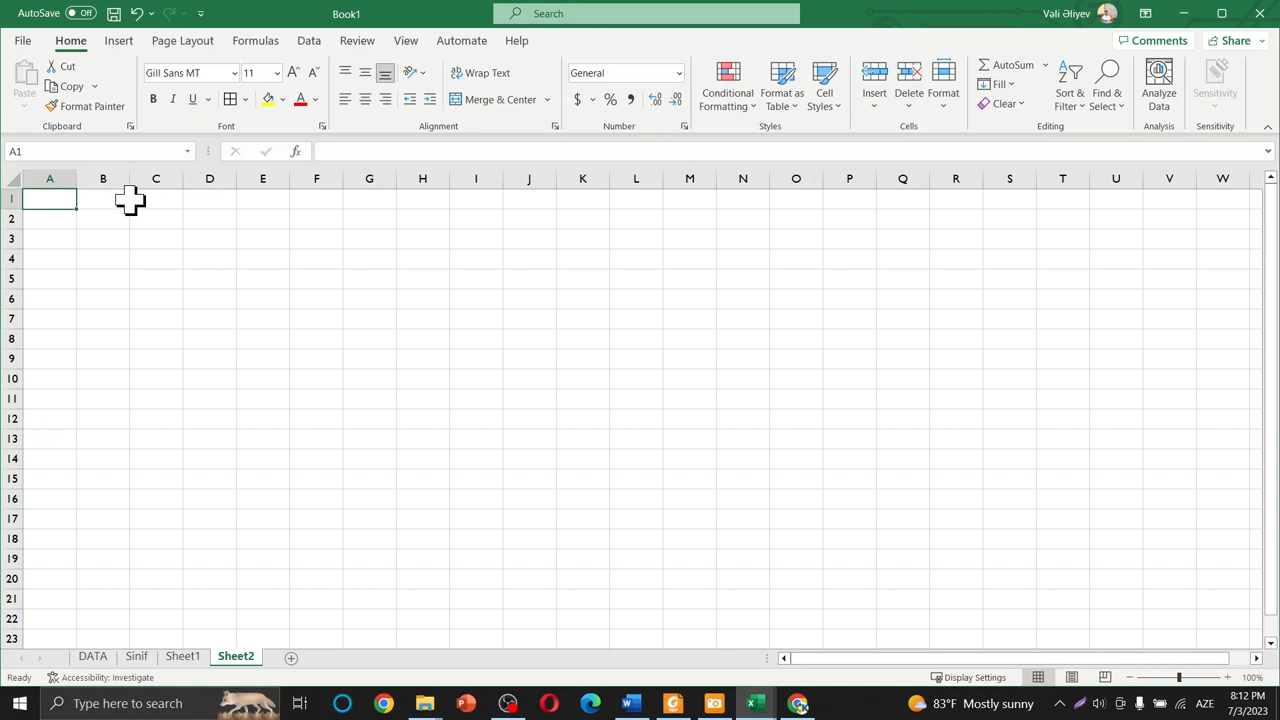 AutoSave Off Book1 Search Vəli Əliyev
File Home Insert Page Layout Formulas Data Review View Automate Help Comments Share
Paste Cut Copy Format Painter Clipboard
Gill Sans MT 11 B I U A Font
Wrap Text Merge & Center Alignment
General $ % Number
Conditional Formatting Format as Table Cell Styles Styles
Insert Delete Format Cells
AutoSum Fill Clear Sort & Filter Find & Select Editing
Analyze Data Analysis
Sensitivity Sensitivity
A1 fx
A B C D E F G H I J K L M N O P Q R S T U V W
1
2
3
4
5
6
7
8
9
10
11
12
13
14
15
16
17
18
19
20
21
22
23
DATA Sinif Sheet1 Sheet2
Ready Accessibility: Investigate Display Settings 100%
Type here to search 83°F Mostly sunny AZE 8:12 PM
7/3/2023